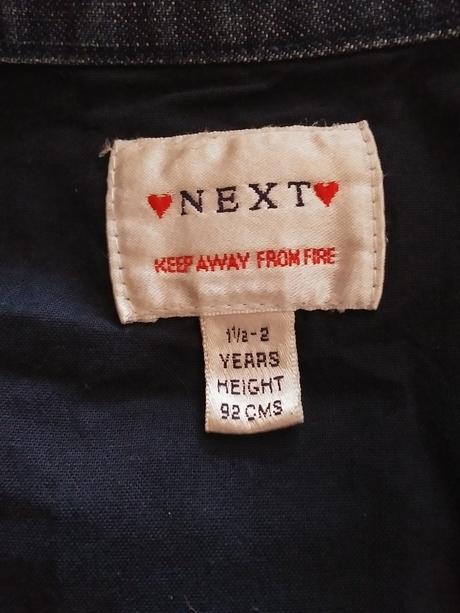 NEXT
KEEP AWAY FROM FIRE
1½-2
YEARS
HEIGHT
92 CMS